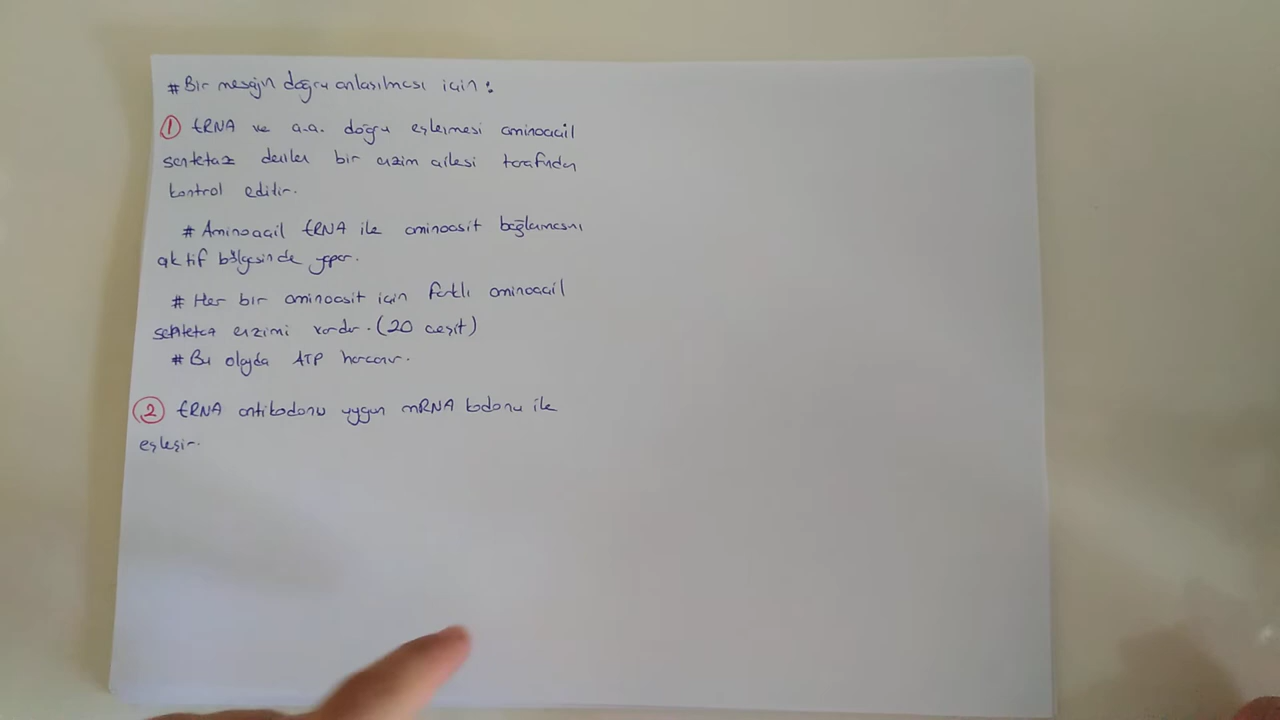 # Bir mesajın doğru anlaşılması için :
① tRNA ve a.a. doğru eşleşmesi aminoacil
sentetaz denilen bir enzim ailesi tarafından
kontrol edilir.
# Aminoacil tRNA ile aminoasit bağlamasını
aktif bölgesinde yapar.
# Her bir aminoasit için farklı aminoacil
sentetaz enzimi vardır. (20 çeşit)
# Bu olayda ATP harcanır.
② tRNA antikodonu uygun mRNA kodonu ile
eşleşir.